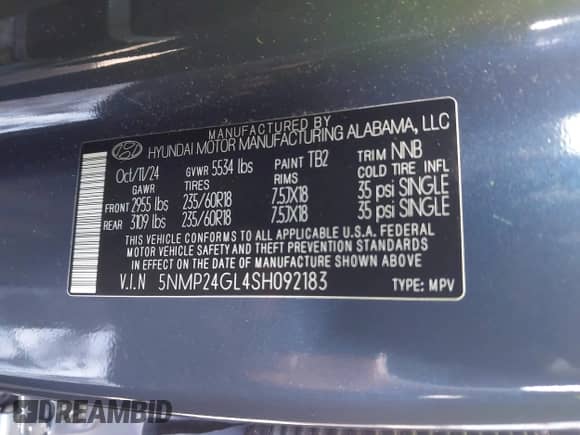 MANUFACTURED BY
HYUNDAI MOTOR MANUFACTURING ALABAMA, LLC
Oct/11/24 GVWR 5534 lbs PAINT TB2 TRIM NNB
GAWR TIRES RIMS COLD TIRE INFL
FRONT 2955 lbs 235/60R18 7.5JX18 35 psi SINGLE
REAR 3109 lbs 235/60R18 7.5JX18 35 psi SINGLE
THIS VEHICLE CONFORMS TO ALL APPLICABLE U.S.A. FEDERAL
MOTOR VEHICLE SAFETY AND THEFT PREVENTION STANDARDS
IN EFFECT ON THE DATE OF MANUFACTURE SHOWN ABOVE.
V.I.N 5NMP24GL4SH092183 TYPE: MPV
DREAMBID